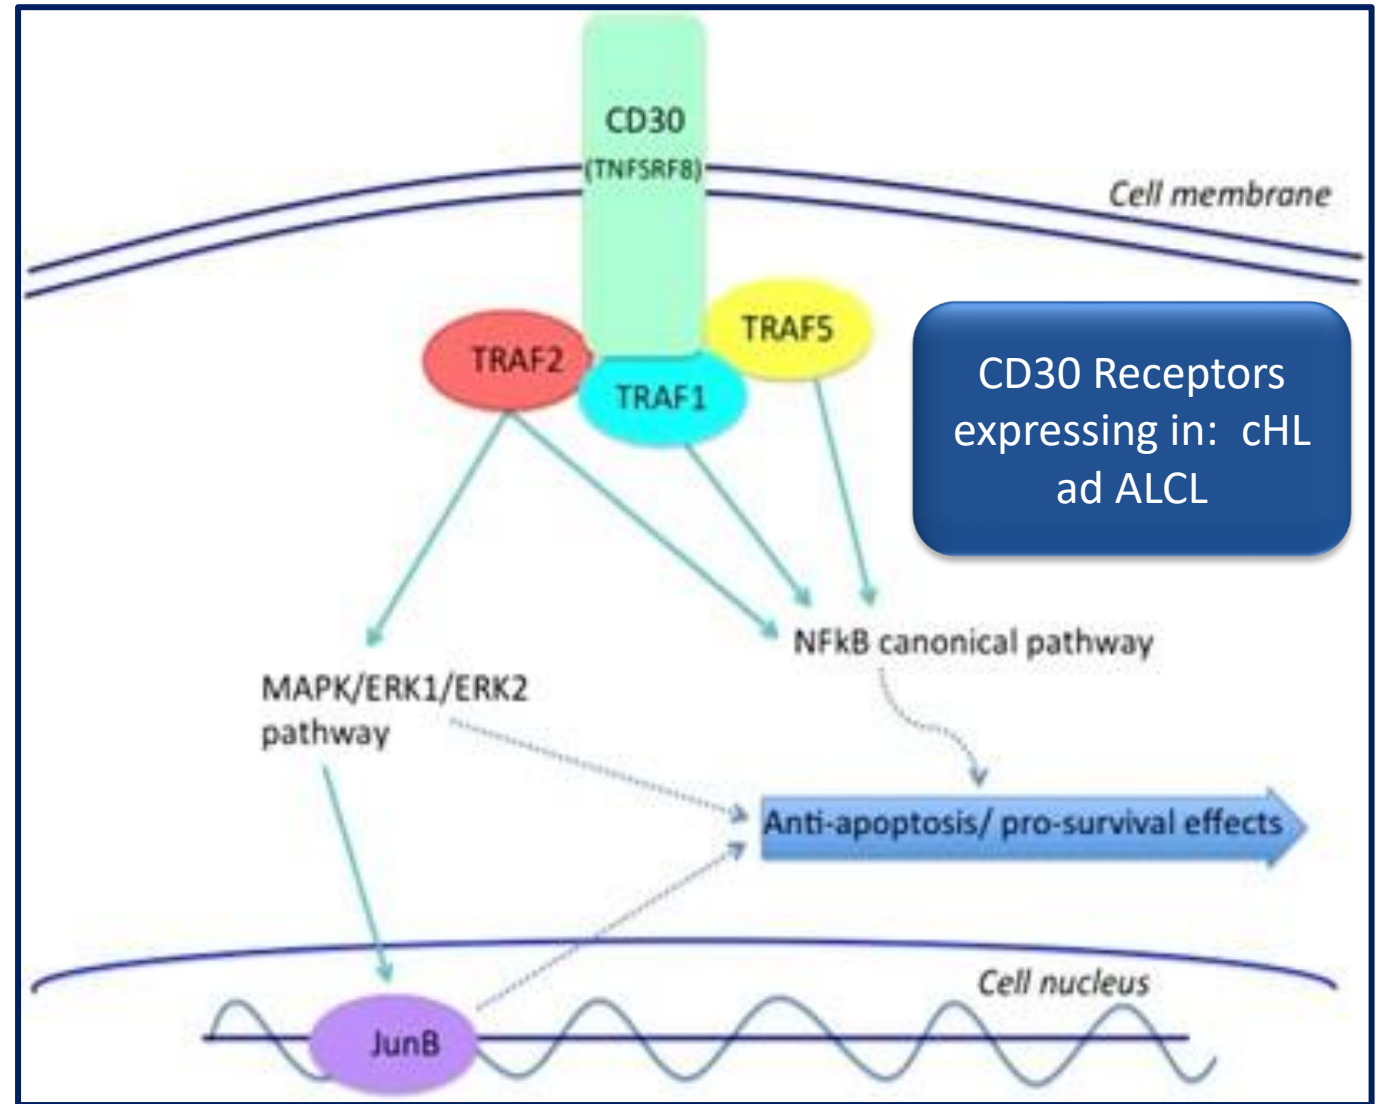 CD30
(TNFSRF8)
Cell membrane
TRAF2
TRAF5
TRAF1
CD30 Receptors
expressing in:  cHL
ad ALCL
NFkB canonical pathway
MAPK/ERK1/ERK2
pathway
Anti-apoptosis/ pro-survival effects
Cell nucleus
JunB